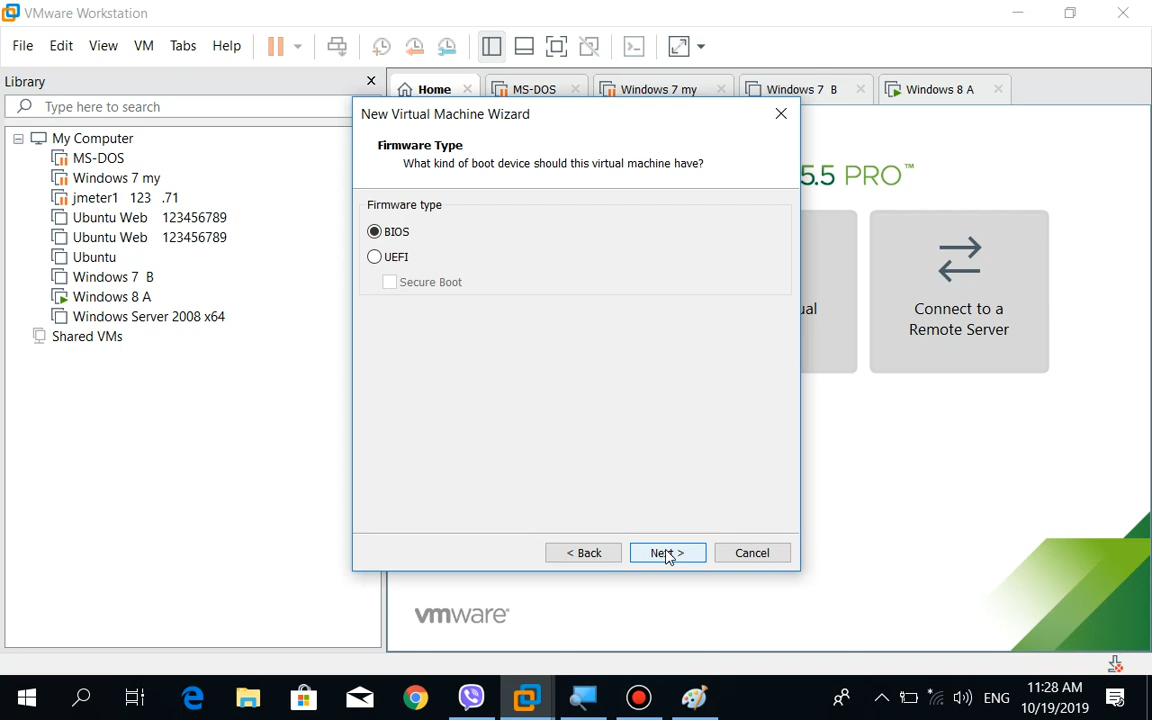 VMware Workstation
File Edit View VM Tabs Help
Library
Home MS-DOS Windows 7 my Windows 7 B Windows 8 A
Type here to search
My Computer
MS-DOS
Windows 7 my
jmeter1 123 .71
Ubuntu Web 123456789
Ubuntu Web 123456789
Ubuntu
Windows 7 B
Windows 8 A
Windows Server 2008 x64
Shared VMs
New Virtual Machine Wizard
Firmware Type
What kind of boot device should this virtual machine have?
Firmware type
BIOS
UEFI
Secure Boot
< Back Next > Cancel
5.5 PRO™
Connect to a
Remote Server
vmware
ENG
11:28 AM
10/19/2019